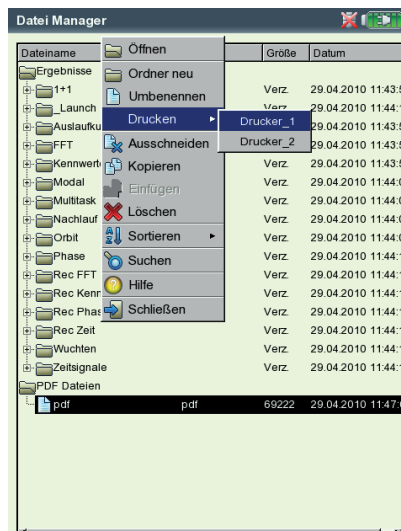 Datei Manager
Dateiname Größe Datum
Öffnen
Ordner neu
Umbenennen
Drucken
Drucker_1
Drucker_2
Ausschneiden
Kopieren
Einfügen
Löschen
Sortieren
Suchen
Hilfe
Schließen
Ergebnisse
1+1 Verz. 29.04.2010 11:43:
_Launch Verz. 29.04.2010 11:44:
Auslaufku 29.04.2010 11:43:
FFT 29.04.2010 11:43:
Kennwert Verz. 29.04.2010 11:43:
Modal Verz. 29.04.2010 11:44:
Multitask Verz. 29.04.2010 11:44:
Nachlauf Verz. 29.04.2010 11:44:
Orbit Verz. 29.04.2010 11:44:
Phase Verz. 29.04.2010 11:44:
Rec FFT Verz. 29.04.2010 11:44:
Rec Kenn Verz. 29.04.2010 11:44:
Rec Phas Verz. 29.04.2010 11:44:
Rec Zeit Verz. 29.04.2010 11:44:
Wuchten Verz. 29.04.2010 11:44:
Zeitsignale Verz. 29.04.2010 11:44:
PDF Dateien
pdf pdf 69222 29.04.2010 11:47: